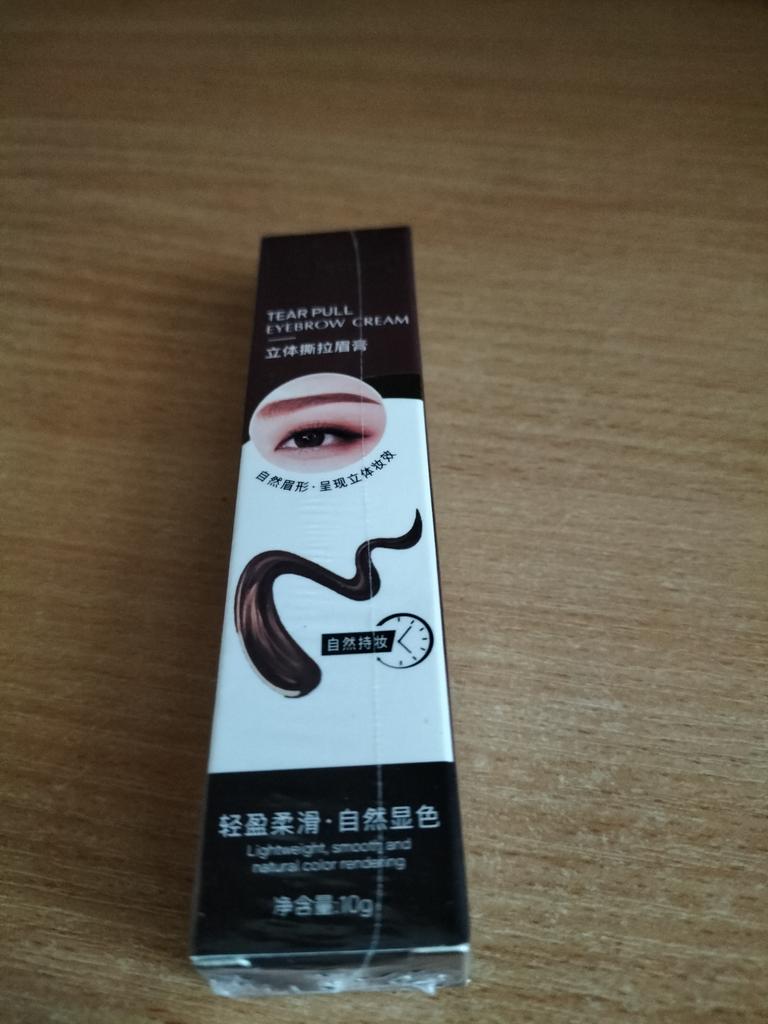 TEAR PULL
EYEBROW CREAM
立体撕拉眉膏
自然眉形·呈现立体妆效
自然持妆
轻盈柔滑·自然显色
Lightweight, smooth and
natural color rendering
净含量:10g